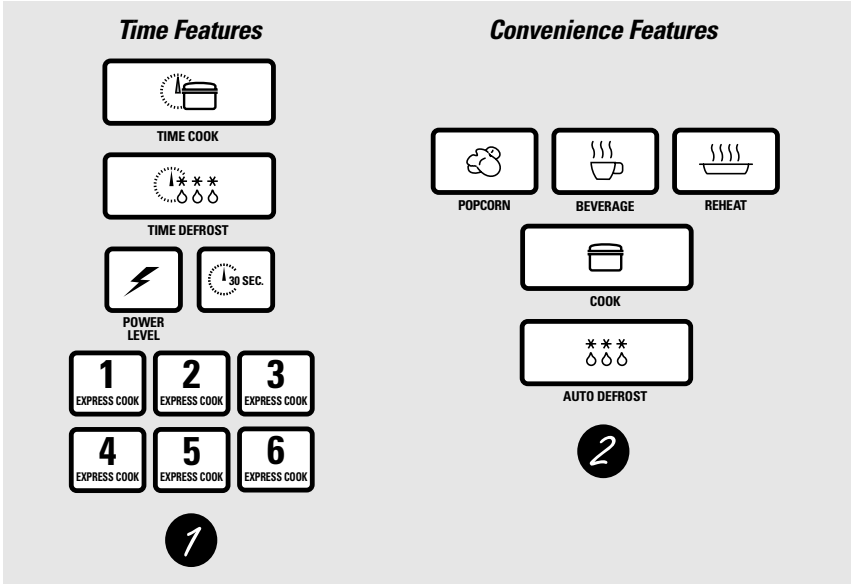 Time Features
TIME COOK
TIME DEFROST
30 SEC.
POWER
LEVEL
1 2 3
EXPRESS COOK EXPRESS COOK EXPRESS COOK
4 5 6
EXPRESS COOK EXPRESS COOK EXPRESS COOK
1
Convenience Features
POPCORN BEVERAGE REHEAT
COOK
AUTO DEFROST
2